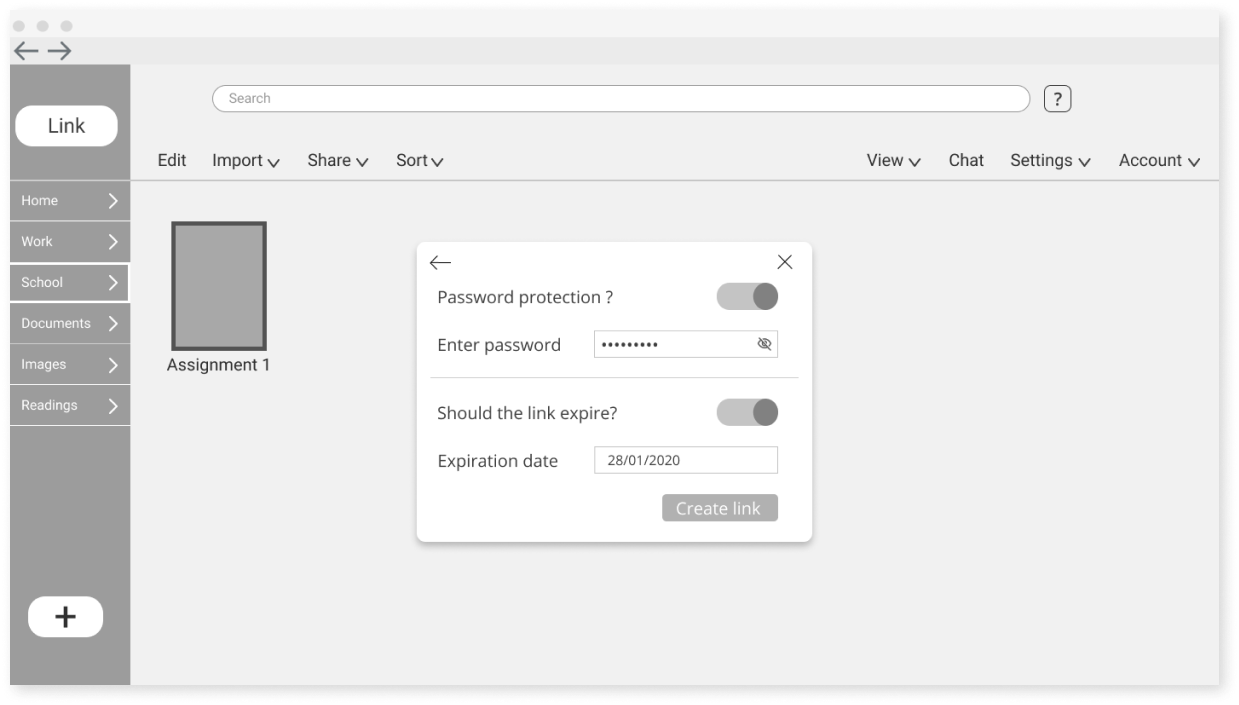 Search
?
Link
Edit Import Share Sort View Chat Settings Account
Home
Work
School
Documents
Images
Readings
Assignment 1
Password protection ?
Enter password •••••••••
Should the link expire?
Expiration date 28/01/2020
Create link
+